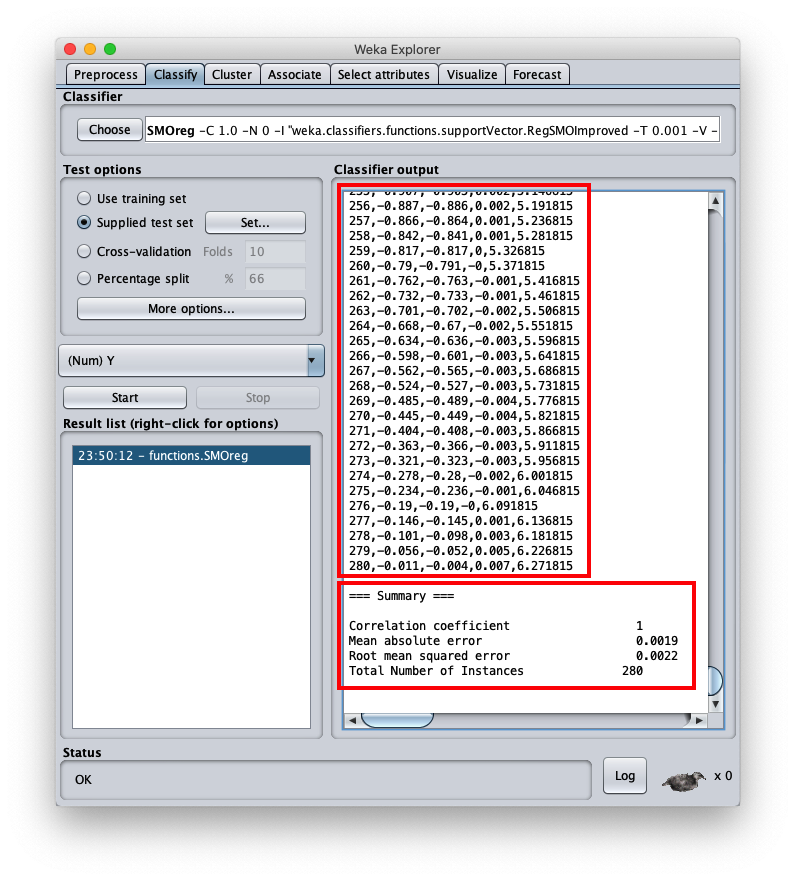 Weka Explorer
Preprocess Classify Cluster Associate Select attributes Visualize Forecast
Classifier
Choose SMOreg -C 1.0 -N 0 -I "weka.classifiers.functions.supportVector.RegSMOImproved -T 0.001 -V -
Test options
Use training set
Supplied test set Set...
Cross-validation Folds 10
Percentage split % 66
More options...
(Num) Y
Start Stop
Result list (right-click for options)
23:50:12 - functions.SMOreg
Classifier output
256,-0.887,-0.886,0.002,5.191815
257,-0.866,-0.864,0.001,5.236815
258,-0.842,-0.841,0.001,5.281815
259,-0.817,-0.817,0,5.326815
260,-0.79,-0.791,-0,5.371815
261,-0.762,-0.763,-0.001,5.416815
262,-0.732,-0.733,-0.001,5.461815
263,-0.701,-0.702,-0.002,5.506815
264,-0.668,-0.67,-0.002,5.551815
265,-0.634,-0.636,-0.003,5.596815
266,-0.598,-0.601,-0.003,5.641815
267,-0.562,-0.565,-0.003,5.686815
268,-0.524,-0.527,-0.003,5.731815
269,-0.485,-0.489,-0.004,5.776815
270,-0.445,-0.449,-0.004,5.821815
271,-0.404,-0.408,-0.003,5.866815
272,-0.363,-0.366,-0.003,5.911815
273,-0.321,-0.323,-0.003,5.956815
274,-0.278,-0.28,-0.002,6.001815
275,-0.234,-0.236,-0.001,6.046815
276,-0.19,-0.19,-0,6.091815
277,-0.146,-0.145,0.001,6.136815
278,-0.101,-0.098,0.003,6.181815
279,-0.056,-0.052,0.005,6.226815
280,-0.011,-0.004,0.007,6.271815
=== Summary ===
Correlation coefficient 1
Mean absolute error 0.0019
Root mean squared error 0.0022
Total Number of Instances 280
Status
OK
Log x 0